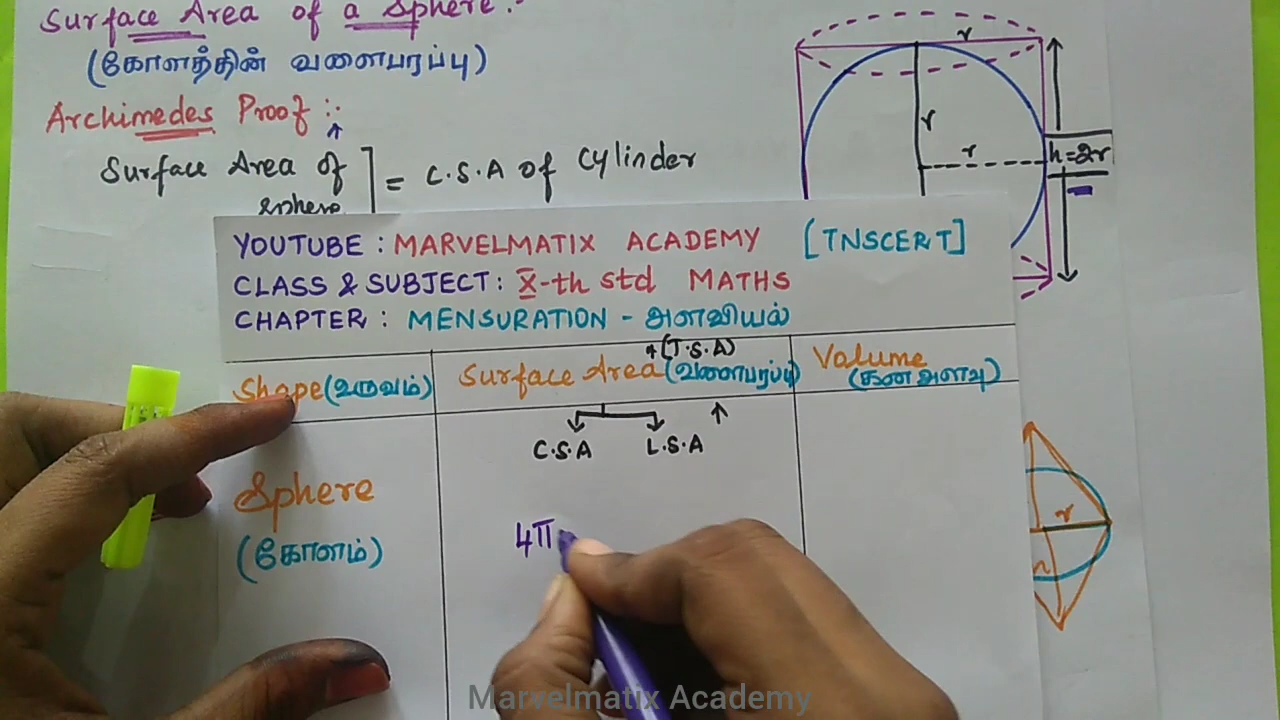 Surface Area of a Sphere:-
(கோளத்தின் வளைபரப்பு)
Archimedes Proof :-
Surface Area of sphere ] = C.S.A of Cylinder
r
r
r
h=2r
YOUTUBE : MARVELMATIX ACADEMY [TNSCERT]
CLASS & SUBJECT : X-th std MATHS
CHAPTER : MENSURATION - அளவியல்
Shape (உருவம்)
Surface Area (வளைபரப்பு)
(T.S.A)
Volume (கன அளவு)
C.S.A L.S.A
Sphere
(கோளம்)
4π
r
Marvelmatix Academy